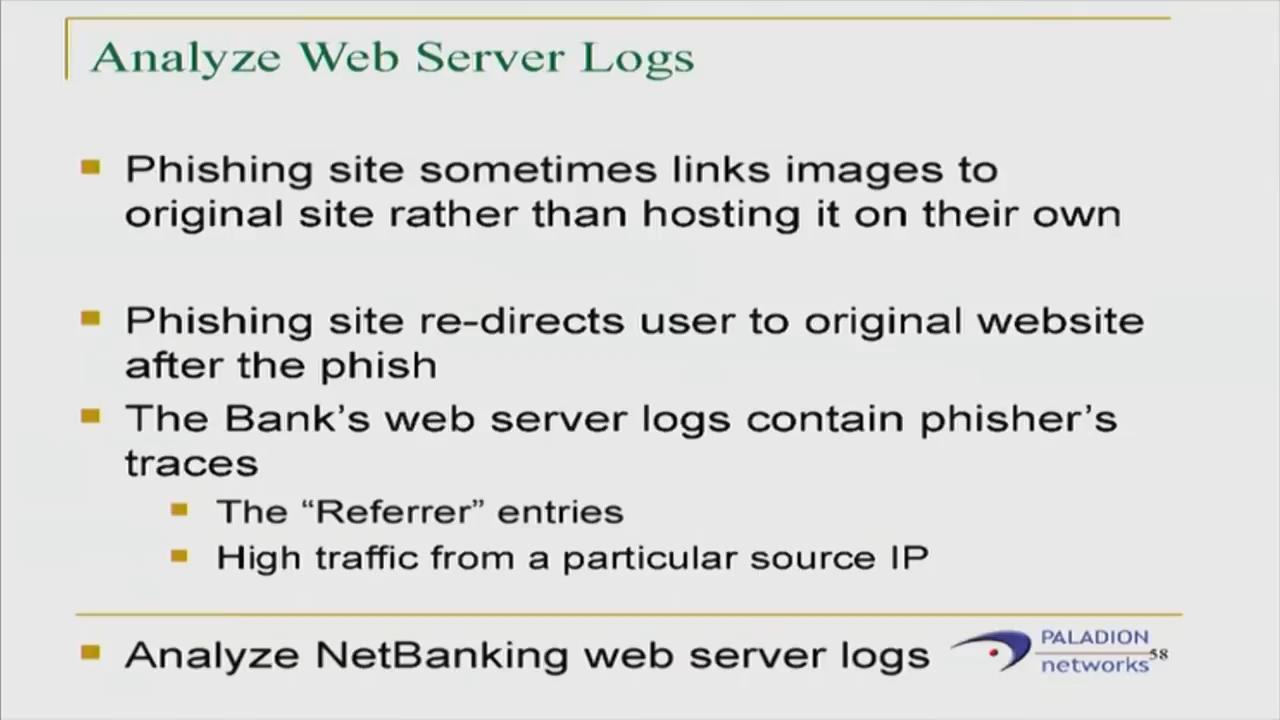 Analyze Web Server Logs
Phishing site sometimes links images to
original site rather than hosting it on their own
Phishing site re-directs user to original website
after the phish
The Bank’s web server logs contain phisher’s
traces
The “Referrer” entries
High traffic from a particular source IP
Analyze NetBanking web server logs
PALADION
networks
58